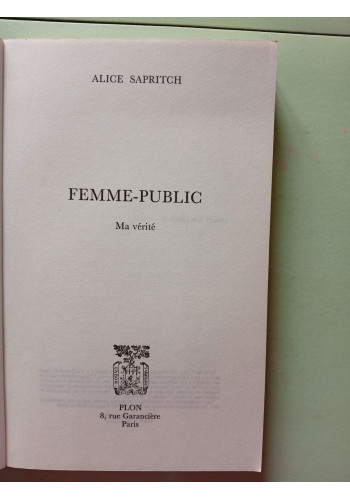 ALICE SAPRITCH
FEMME-PUBLIC
Ma vérité
PLON
8, rue Garancière
Paris